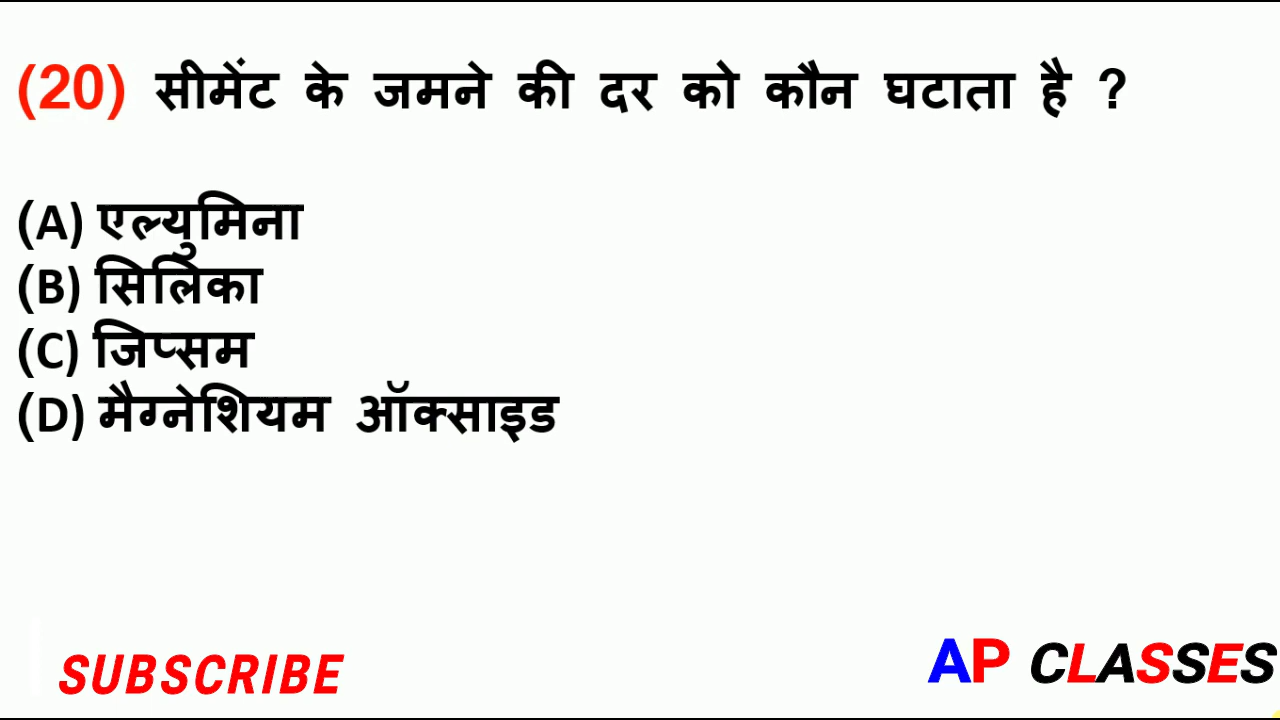 (20) सीमेंट के जमने की दर को कौन घटाता है ?
(A) एल्युमिना
(B) सिलिका
(C) जिप्सम
(D) मैग्नेशियम ऑक्साइड
SUBSCRIBE
AP CLASSES